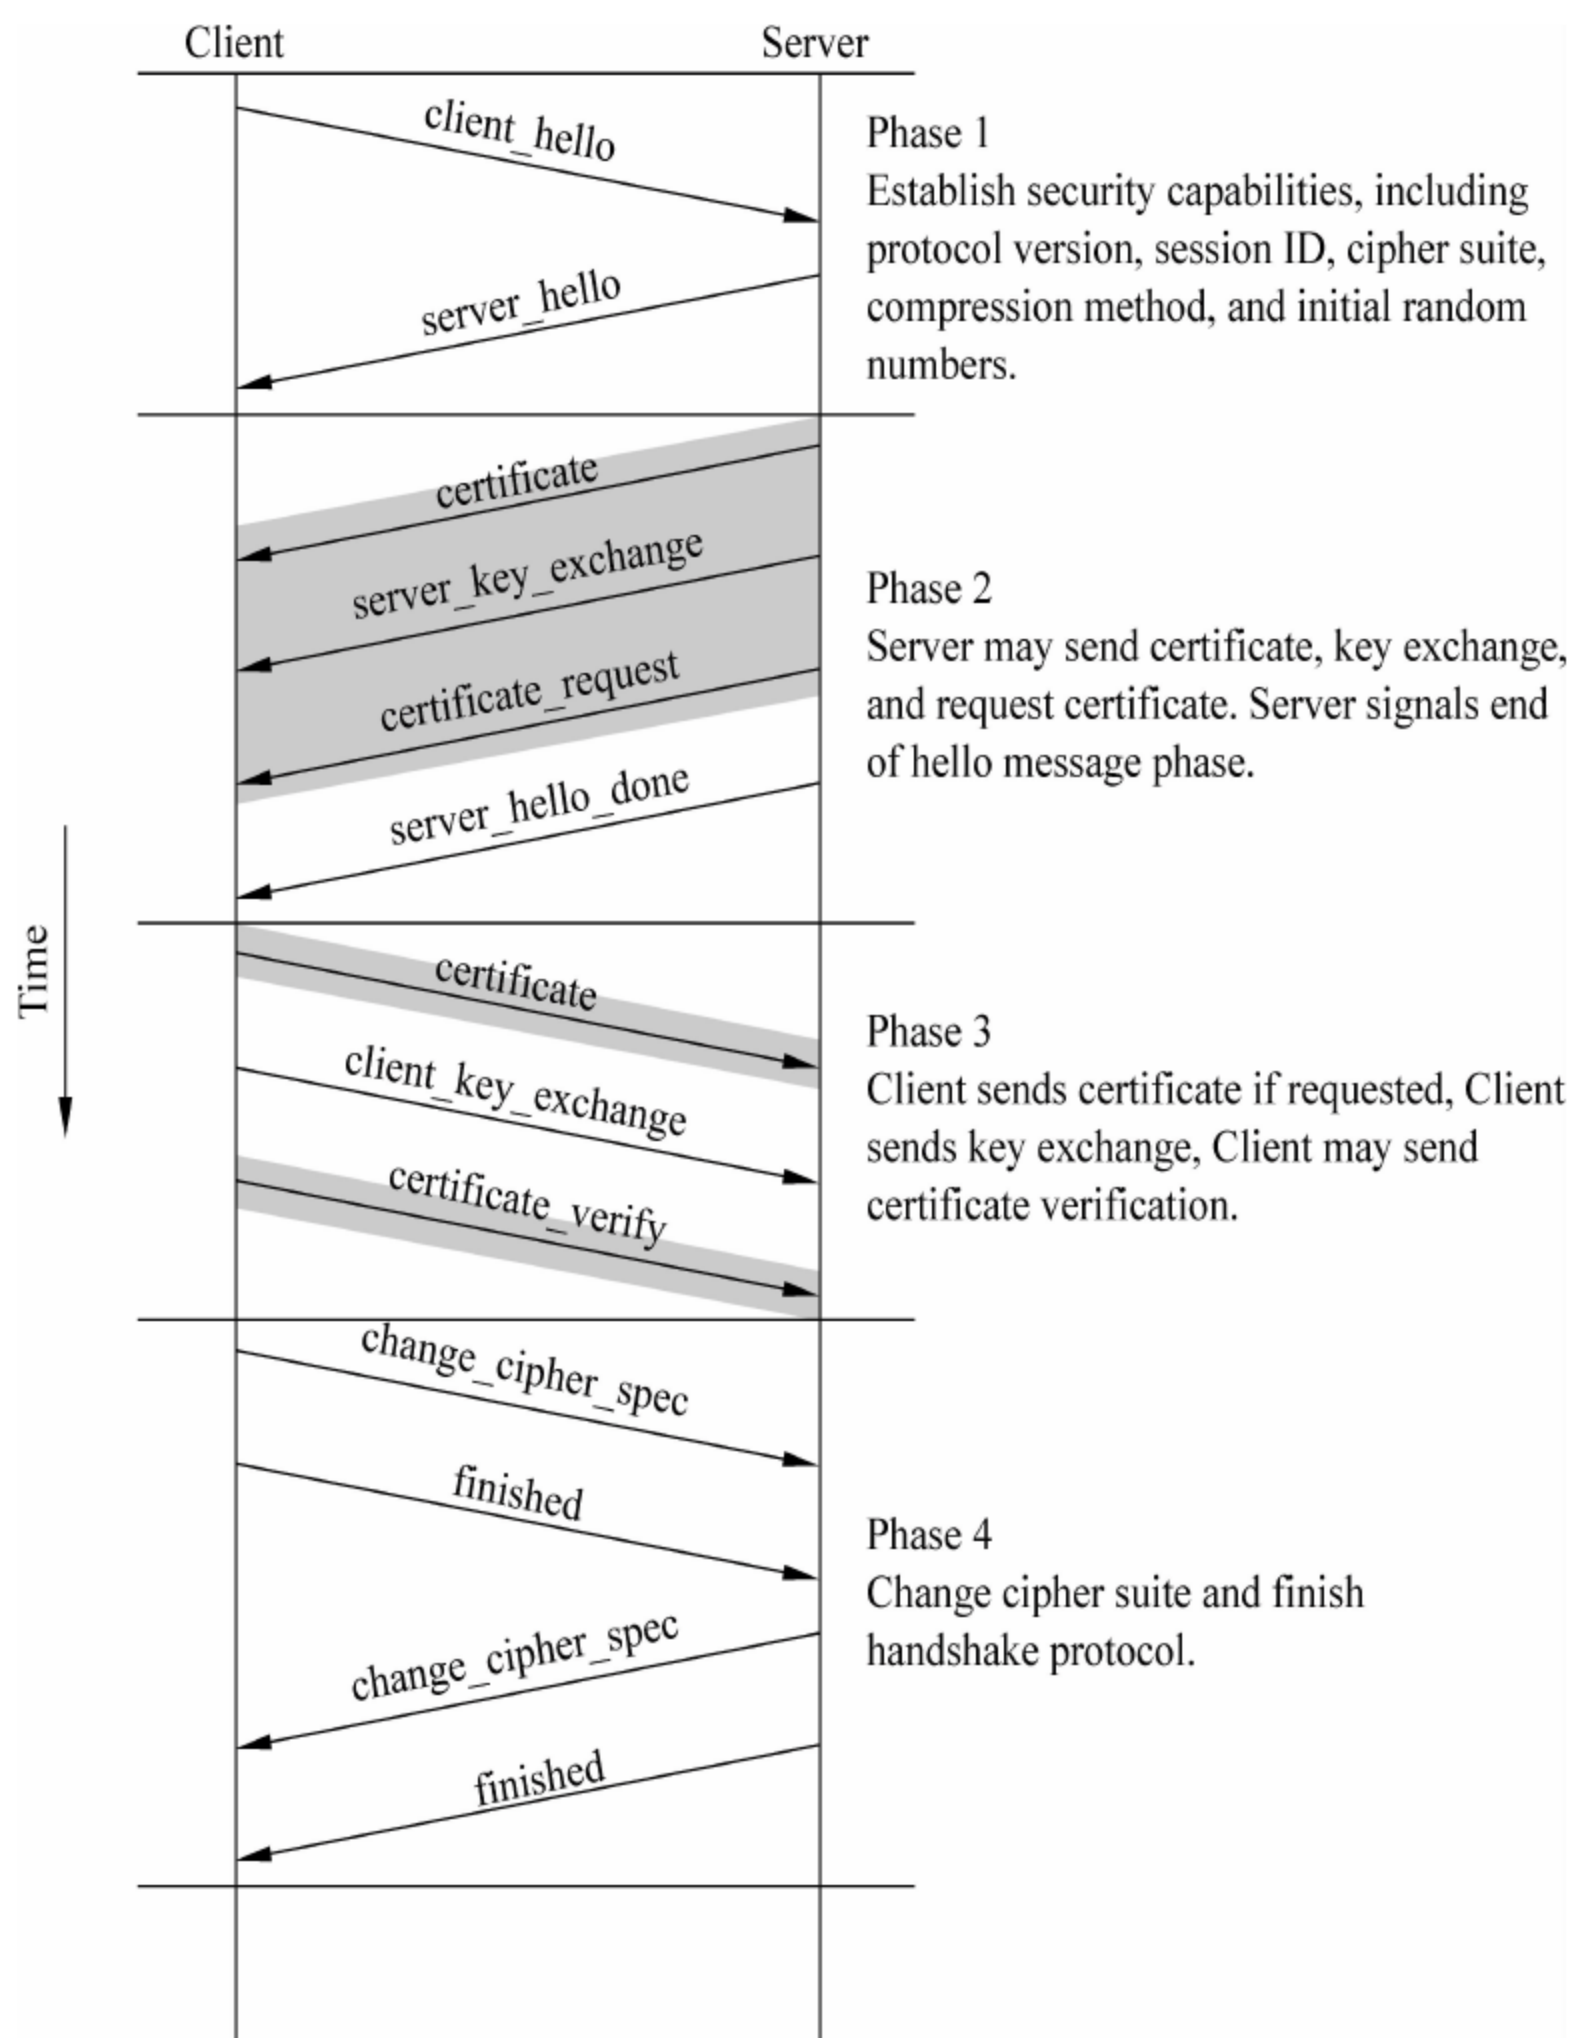 Client
Server
client_hello
Phase 1
Establish security capabilities, including
protocol version, session ID, cipher suite,
compression method, and initial random
numbers.
server_hello
certificate
server_key_exchange
certificate_request
server_hello_done
Phase 2
Server may send certificate, key exchange,
and request certificate. Server signals end
of hello message phase.
Time
certificate
client_key_exchange
certificate_verify
Phase 3
Client sends certificate if requested, Client
sends key exchange, Client may send
certificate verification.
change_cipher_spec
finished
change_cipher_spec
finished
Phase 4
Change cipher suite and finish
handshake protocol.